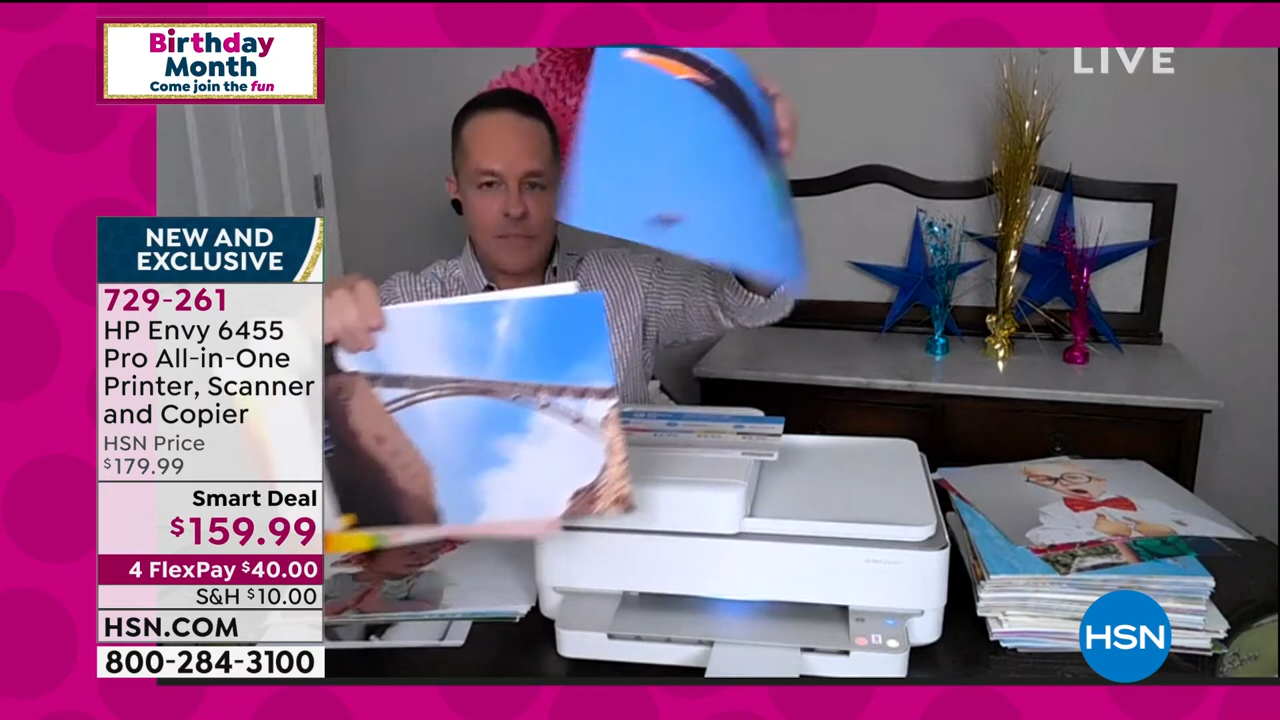 Birthday
Month
Come join the fun
LIVE
NEW AND
EXCLUSIVE
729-261
HP Envy 6455
Pro All-in-One
Printer, Scanner
and Copier
HSN Price
$179.99
Smart Deal
$159.99
4 FlexPay $40.00
S&H $10.00
HSN.COM
800-284-3100
HSN